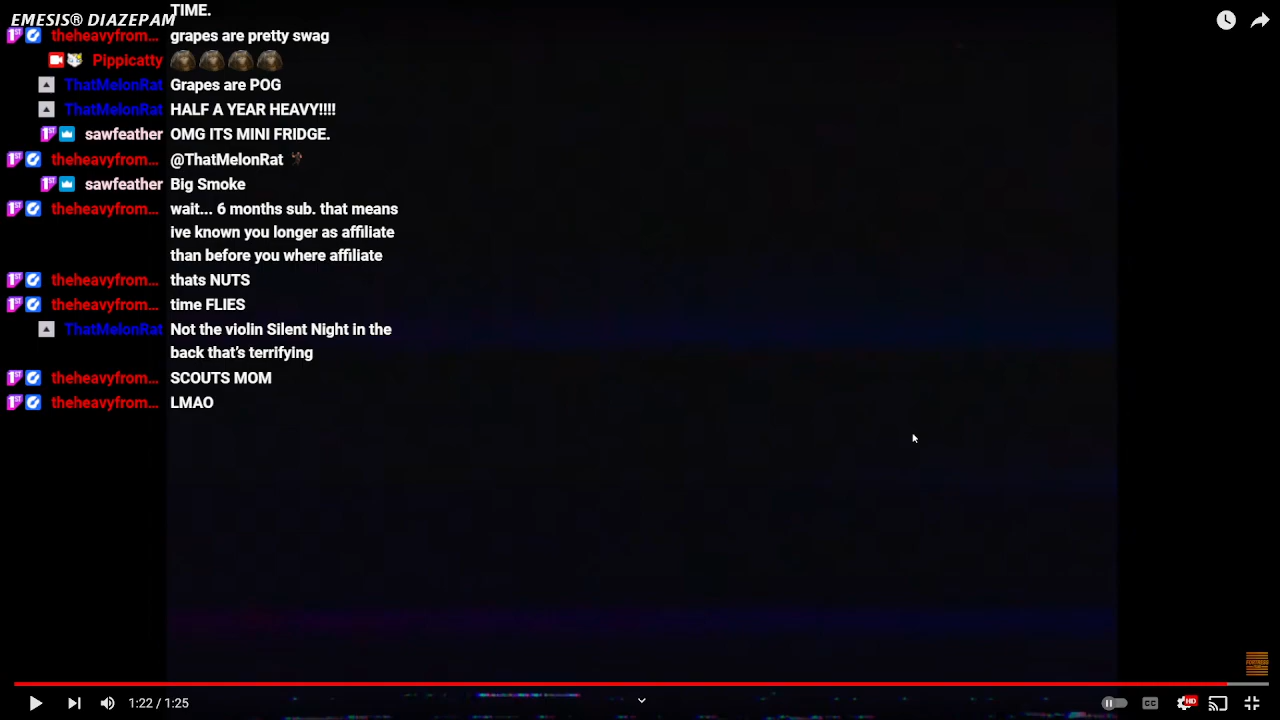 TIME.
EMESIS® DIAZEPAM
theheavyfrom... grapes are pretty swag
Pippicatty
ThatMelonRat Grapes are POG
ThatMelonRat HALF A YEAR HEAVY!!!!
sawfeather OMG ITS MINI FRIDGE.
theheavyfrom... @ThatMelonRat
sawfeather Big Smoke
theheavyfrom... wait... 6 months sub. that means
ive known you longer as affiliate
than before you where affiliate
theheavyfrom... thats NUTS
theheavyfrom... time FLIES
ThatMelonRat Not the violin Silent Night in the
back that's terrifying
theheavyfrom... SCOUTS MOM
theheavyfrom... LMAO
1:22 / 1:25
CC
HD